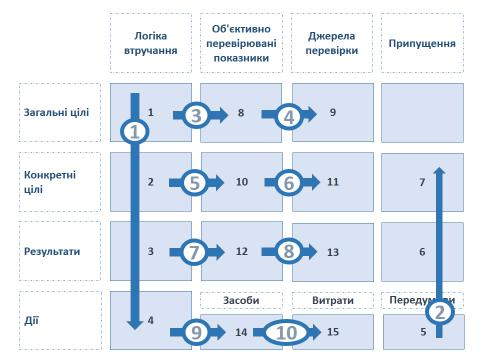 Логіка
втручання
Об'єктивно
перевірювані
показники
Джерела
перевірки
Припущення
Загальні цілі
1
3
8
4
9
1
Конкретні
цілі
2
5
10
6
11
7
Результати
3
7
12
8
13
6
Засоби
Витрати
Передумови
Дії
4
9
14
10
15
5
2